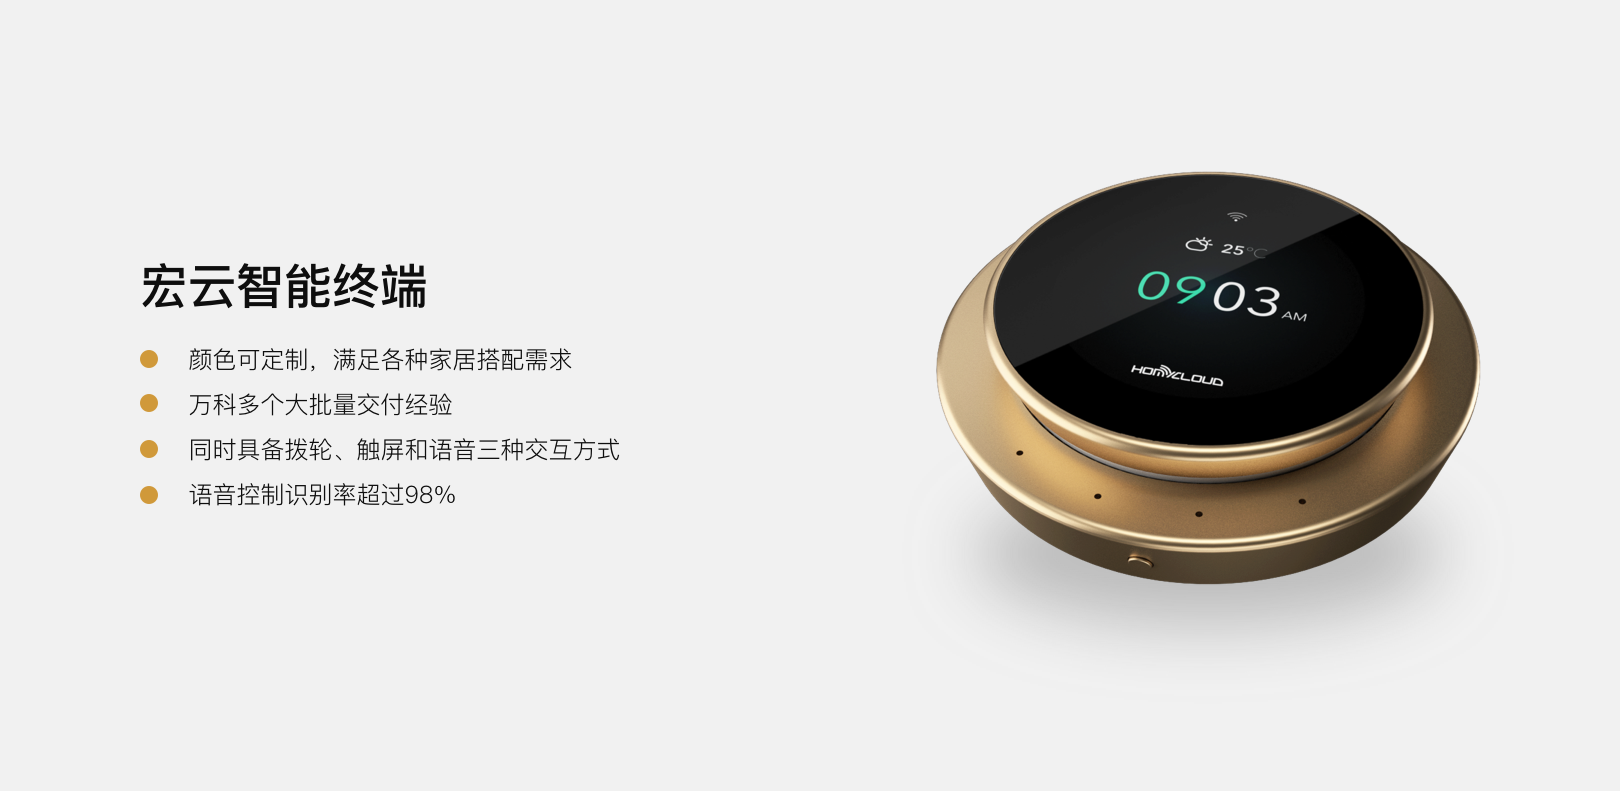 宏云智能终端
颜色可定制，满足各种家居搭配需求
万科多个大批量交付经验
同时具备拨轮、触屏和语音三种交互方式
语音控制识别率超过98%
25°C
0903 AM
HOMYCLOUD